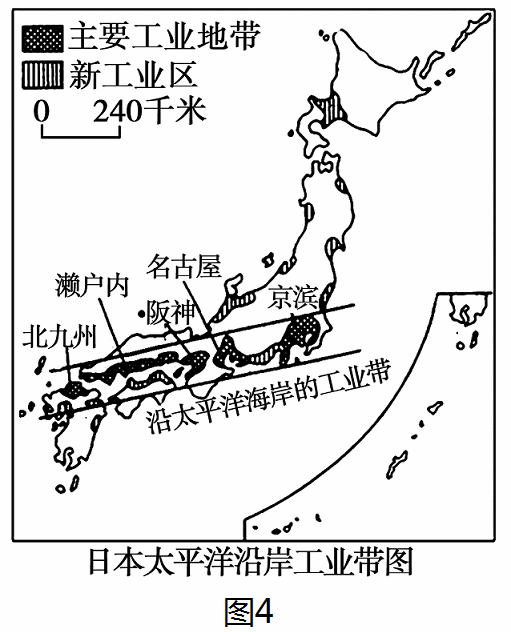 主要工业地带
新工业区
0 240千米
名古屋
濑户内
京滨
阪神
北九州
沿太平洋海岸的工业带
日本太平洋沿岸工业带图
图4